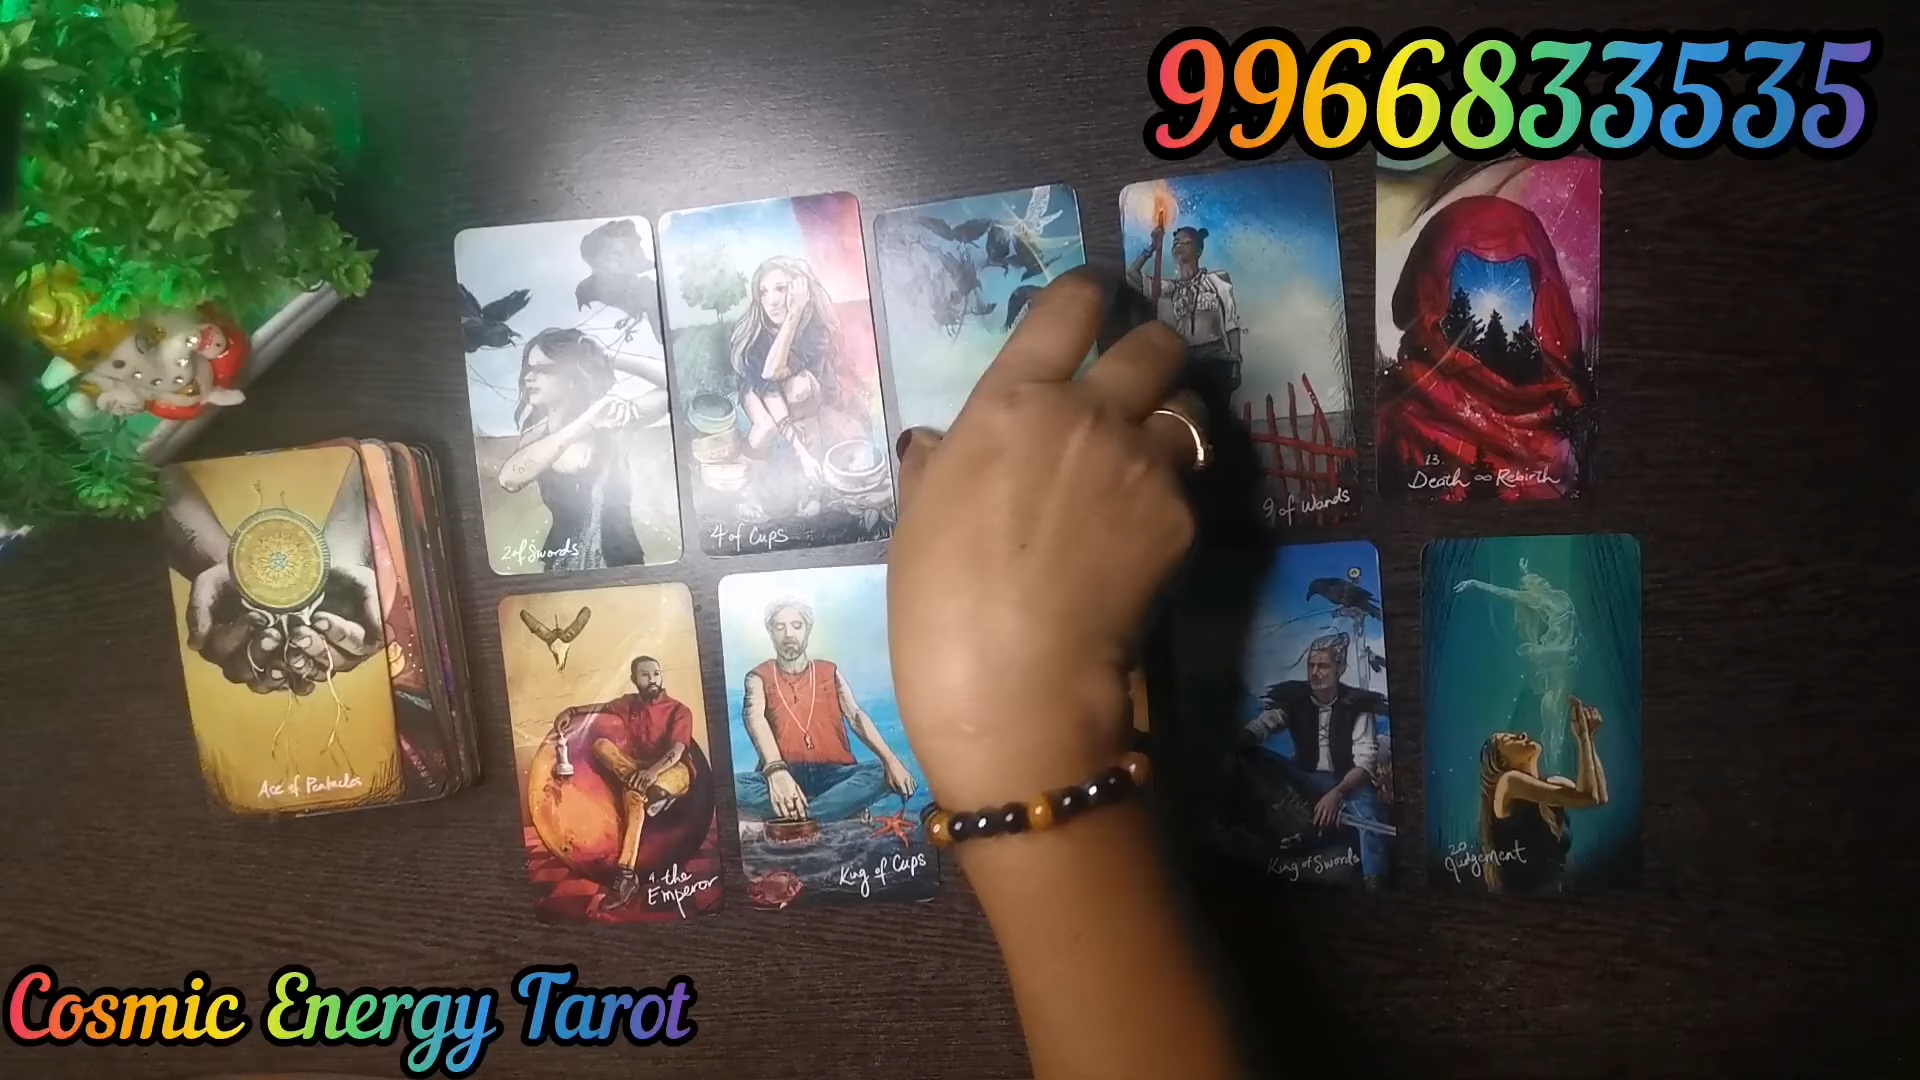 9966833535
2 of Swords
4 of Cups
9 of Wands
13.
Death ∞ Rebirth
Ace of Pentacles
4. the
Emperor
King of Cups
King of Swords
20.
Judgement
Cosmic Energy Tarot